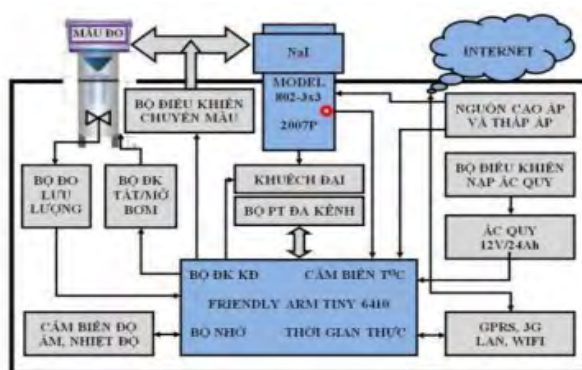 MẪU ĐO
NaI
INTERNET
MODEL
802-3x3
2007P
BỘ ĐIỀU KHIỂN
CHUYỂN MẪU
NGUỒN CAO ÁP
VÀ THẤP ÁP
BỘ ĐO
LƯU
LƯỢNG
BỘ ĐK
TẮT/MỞ
BƠM
KHUẾCH ĐẠI
BỘ PT ĐA KÊNH
BỘ ĐIỀU KHIỂN
NẠP ẮC QUY
ẮC QUY
12V/24Ah
BỘ ĐK KĐ
CẢM BIẾN TºC
FRIENDLY ARM TINY 6410
BỘ NHỚ
THỜI GIAN THỰC
CẢM BIẾN ĐỘ
ẨM, NHIỆT ĐỘ
GPRS, 3G
LAN, WIFI